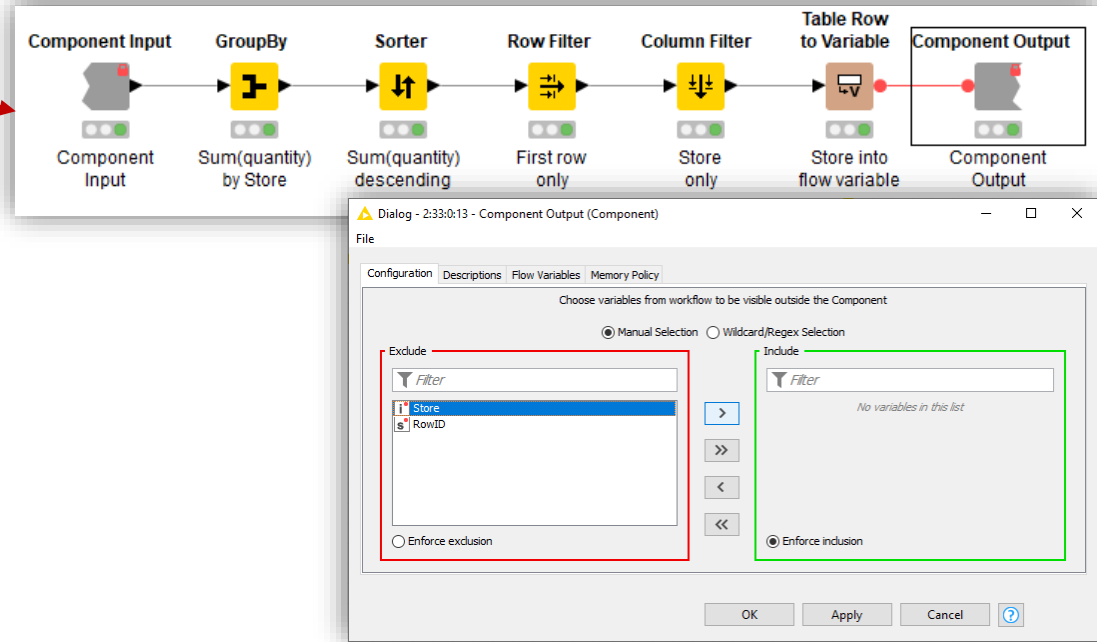 Component Input
GroupBy
Sorter
Row Filter
Column Filter
Table Row
to Variable
Component Output
Component
Input
Sum(quantity)
by Store
Sum(quantity)
descending
First row
only
Store
only
Store into
flow variable
Component
Output
Dialog - 2:33:0:13 - Component Output (Component)
File
Configuration Descriptions Flow Variables Memory Policy
Choose variables from workflow to be visible outside the Component
Manual Selection Wildcard/Regex Selection
Exclude
Filter
i Store
s RowID
Enforce exclusion
>
>>
<
<<
Include
Filter
No variables in this list
Enforce inclusion
OK Apply Cancel ?